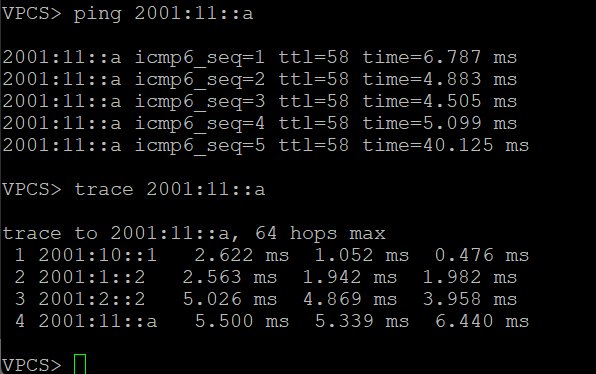 VPCS> ping 2001:11::a
2001:11::a icmp6_seq=1 ttl=58 time=6.787 ms
2001:11::a icmp6_seq=2 ttl=58 time=4.883 ms
2001:11::a icmp6_seq=3 ttl=58 time=4.505 ms
2001:11::a icmp6_seq=4 ttl=58 time=5.099 ms
2001:11::a icmp6_seq=5 ttl=58 time=40.125 ms
VPCS> trace 2001:11::a
trace to 2001:11::a, 64 hops max
1 2001:10::1   2.622 ms  1.052 ms  0.476 ms
2 2001:1::2   2.563 ms  1.942 ms  1.982 ms
3 2001:2::2   5.026 ms  4.869 ms  3.958 ms
4 2001:11::a   5.500 ms  5.339 ms  6.440 ms
VPCS>